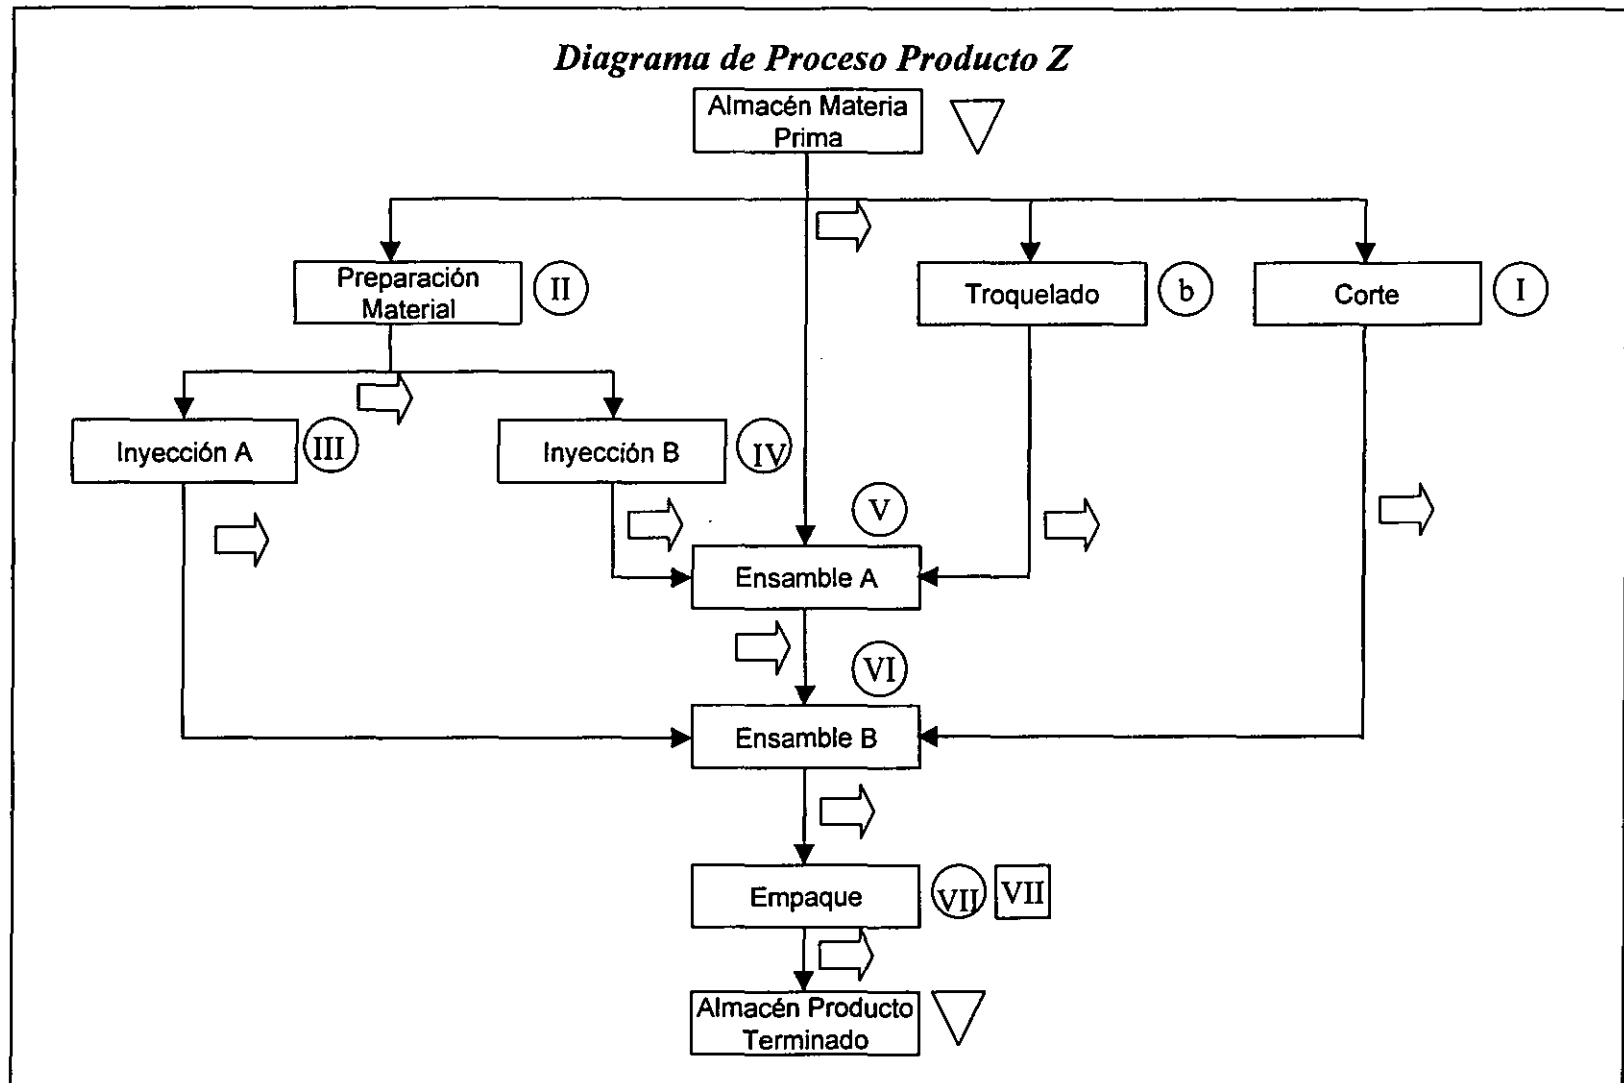 Diagrama de Proceso Producto Z
Almacén Materia
Prima
Preparación
Material
II
Troquelado
b
Corte
I
Inyección A
III
Inyección B
IV
V
Ensamble A
VI
Ensamble B
Empaque
VII
VII
Almacén Producto
Terminado